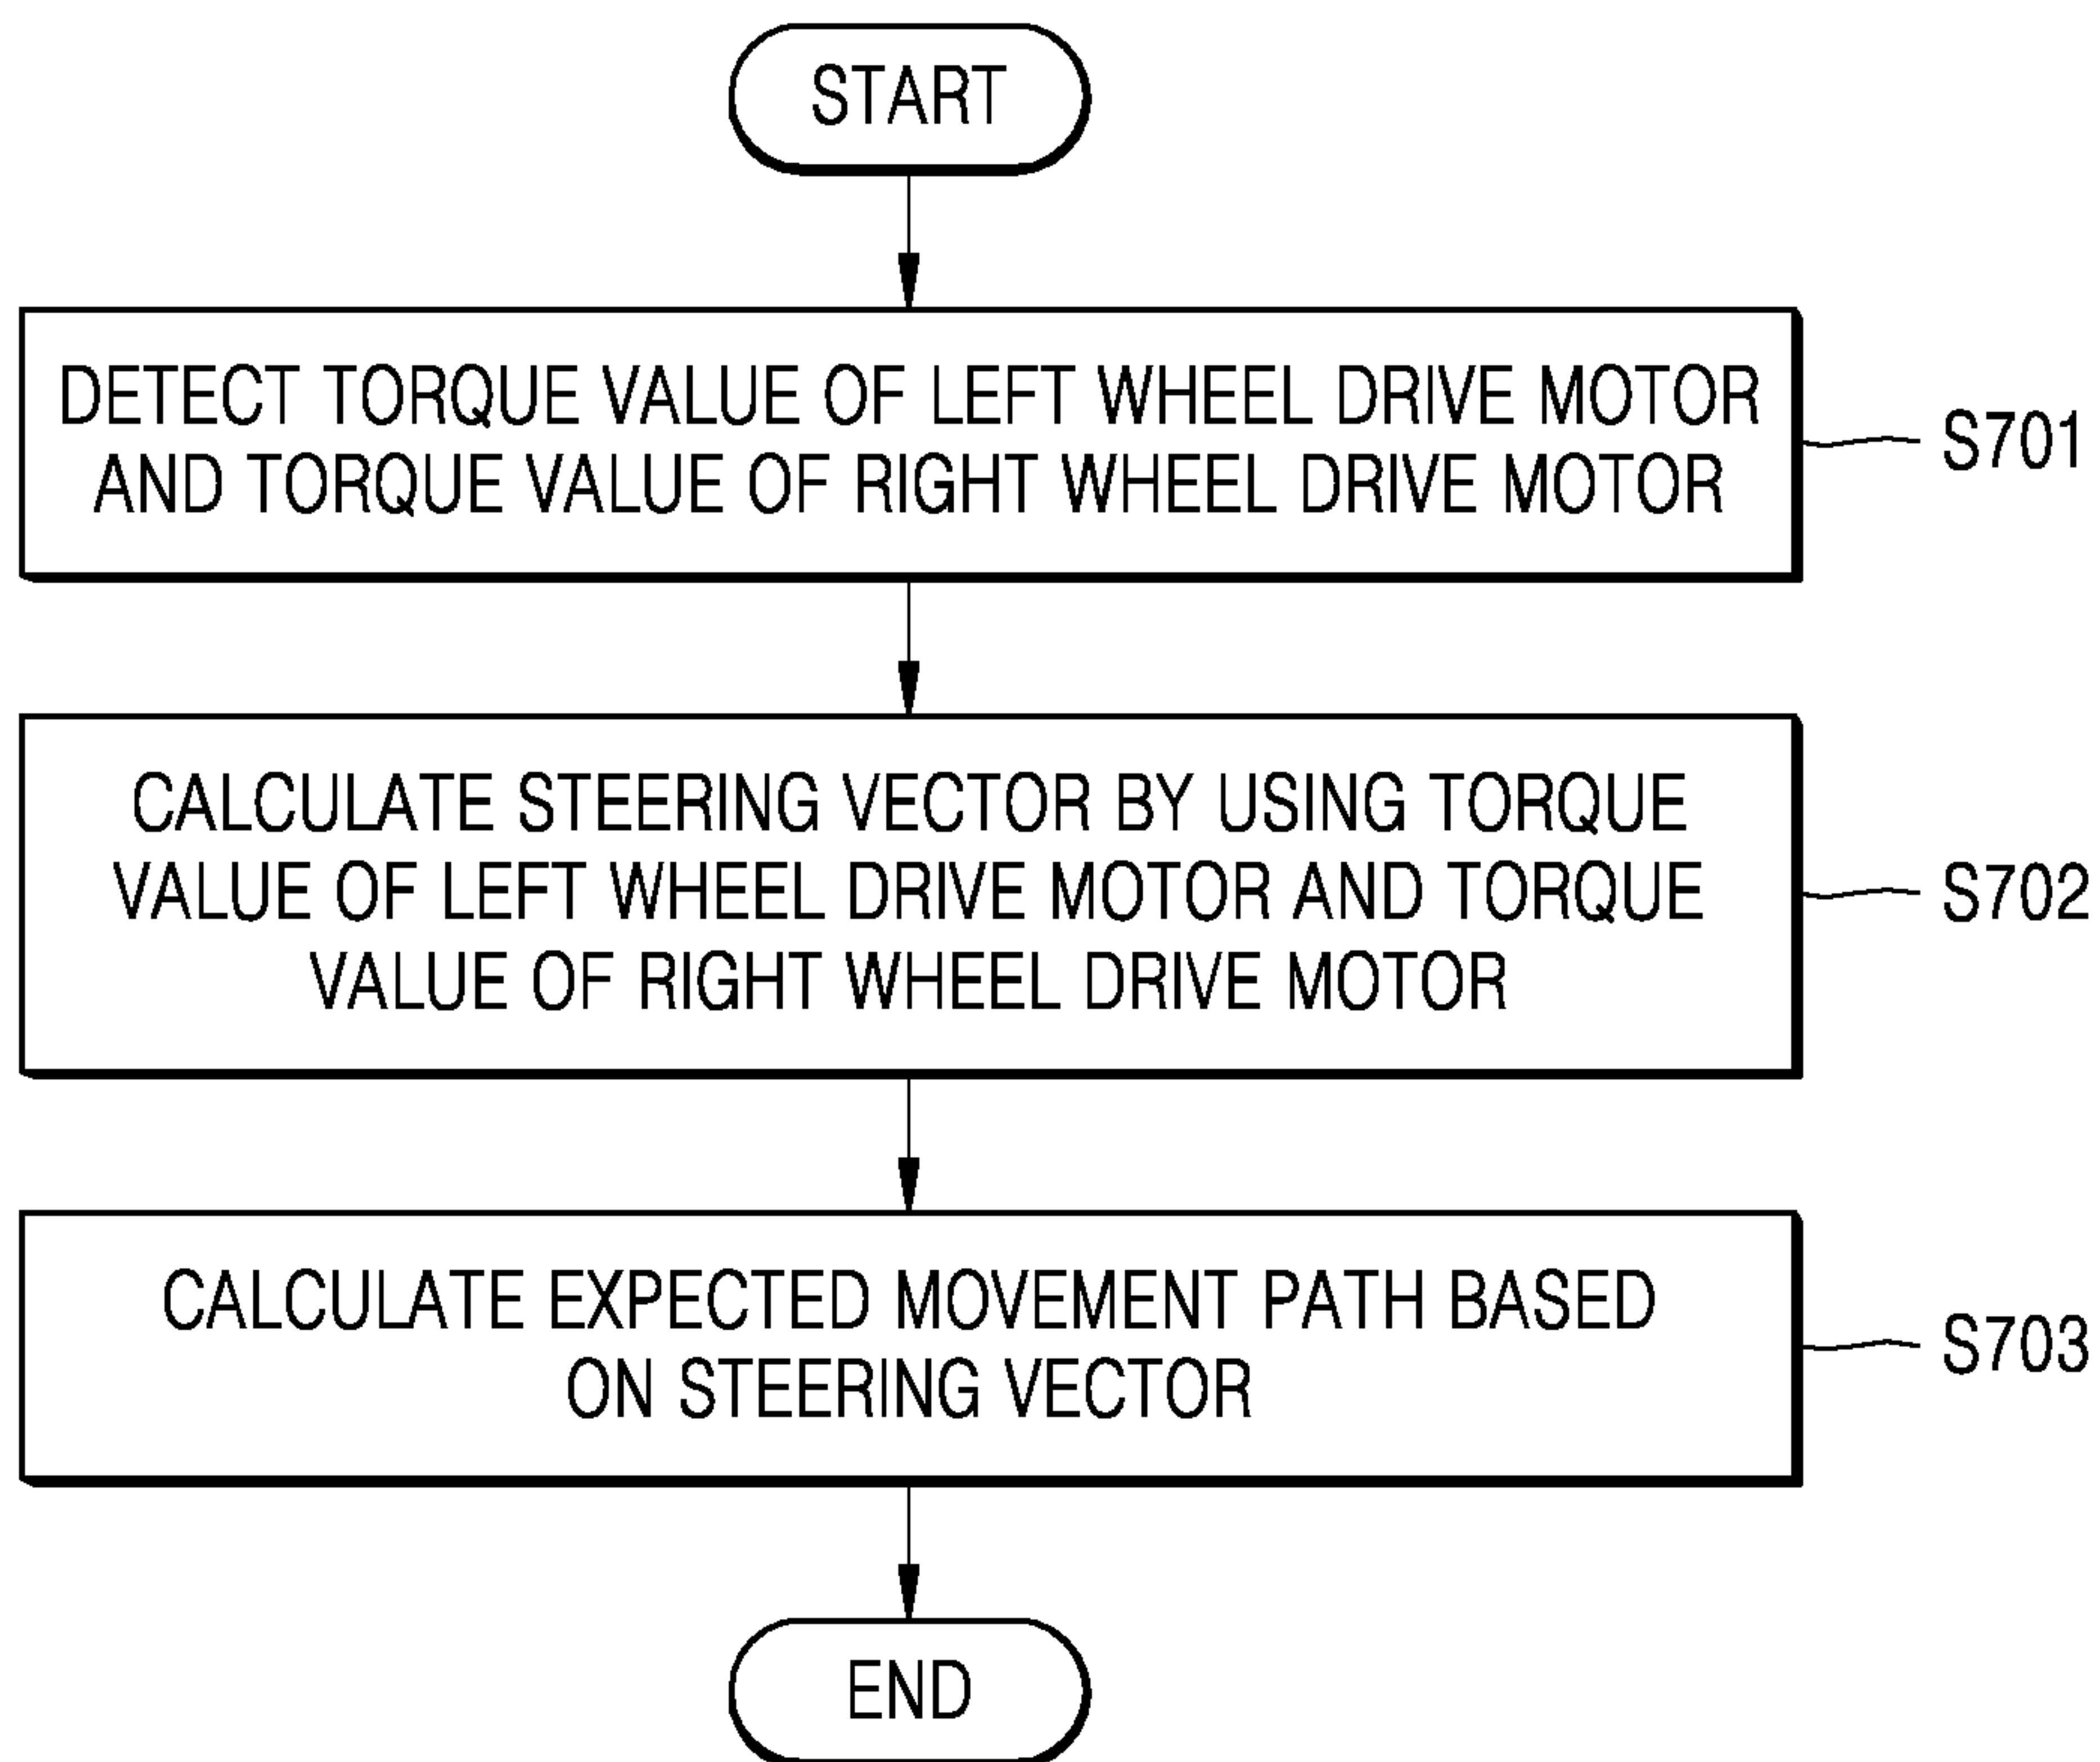 START
DETECT TORQUE VALUE OF LEFT WHEEL DRIVE MOTOR
AND TORQUE VALUE OF RIGHT WHEEL DRIVE MOTOR
S701
CALCULATE STEERING VECTOR BY USING TORQUE
VALUE OF LEFT WHEEL DRIVE MOTOR AND TORQUE
VALUE OF RIGHT WHEEL DRIVE MOTOR
S702
CALCULATE EXPECTED MOVEMENT PATH BASED
ON STEERING VECTOR
S703
END